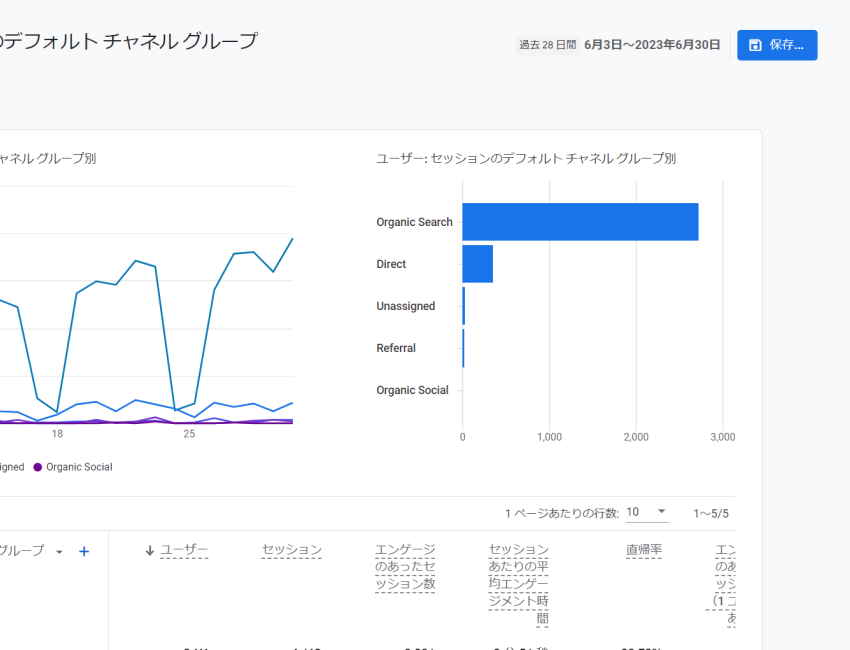 のデフォルト チャネル グループ
過去 28 日間 6月3日～2023年6月30日
保存...
ャネル グループ別
ユーザー: セッションのデフォルト チャネル グループ別
Organic Search
Direct
Unassigned
Referral
Organic Social
18
25
0
1,000
2,000
3,000
igned
Organic Social
1 ページあたりの行数:
10
1～5/5
グループ
+
↓ ユーザー
セッション
エンゲージ
のあったセ
ッション数
セッション
あたりの平
均エンゲー
ジメント時
間
直帰率
エン
のあ
ッシ
（1 コ
あ